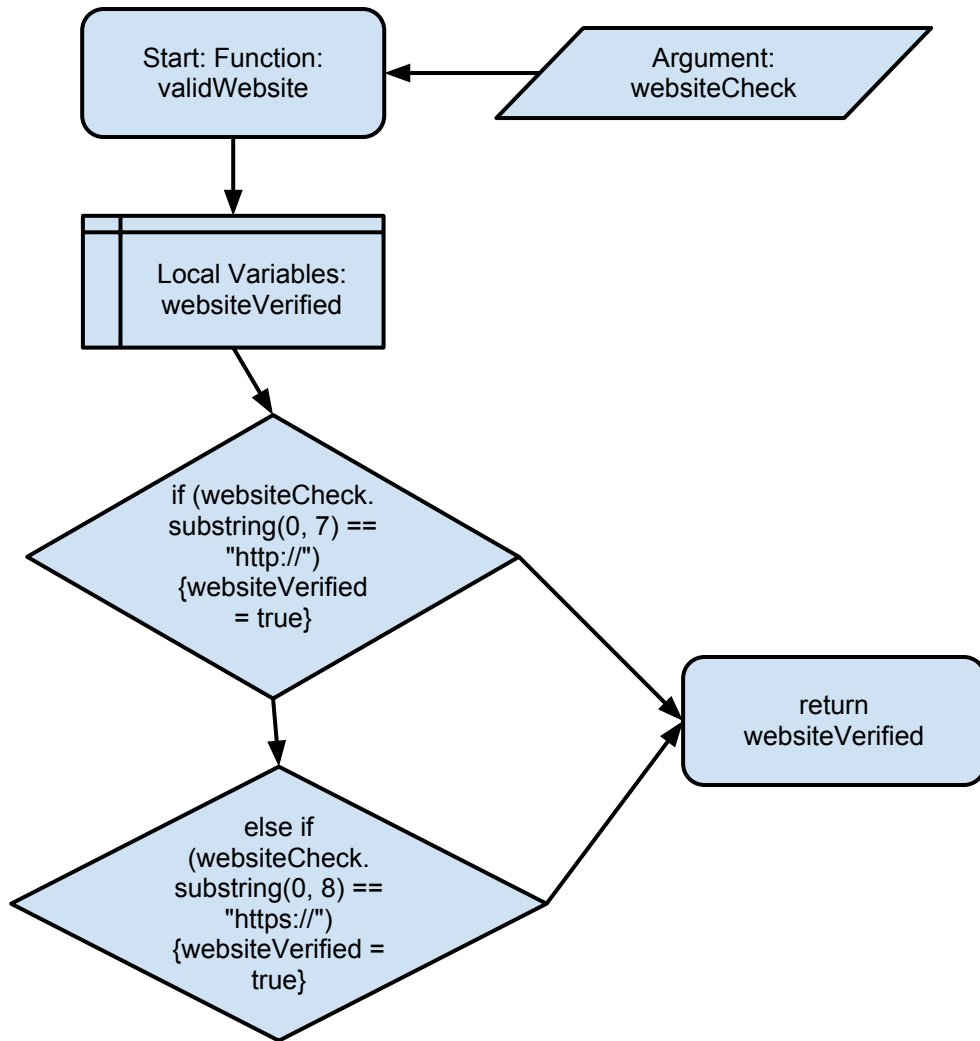 Start: Function:
validWebsite
Argument:
websiteCheck
Local Variables:
websiteVerified
if (websiteCheck.
substring(0, 7) ==
"http://")
{websiteVerified
= true}
return
websiteVerified
else if
(websiteCheck.
substring(0, 8) ==
"https://")
{websiteVerified =
true}